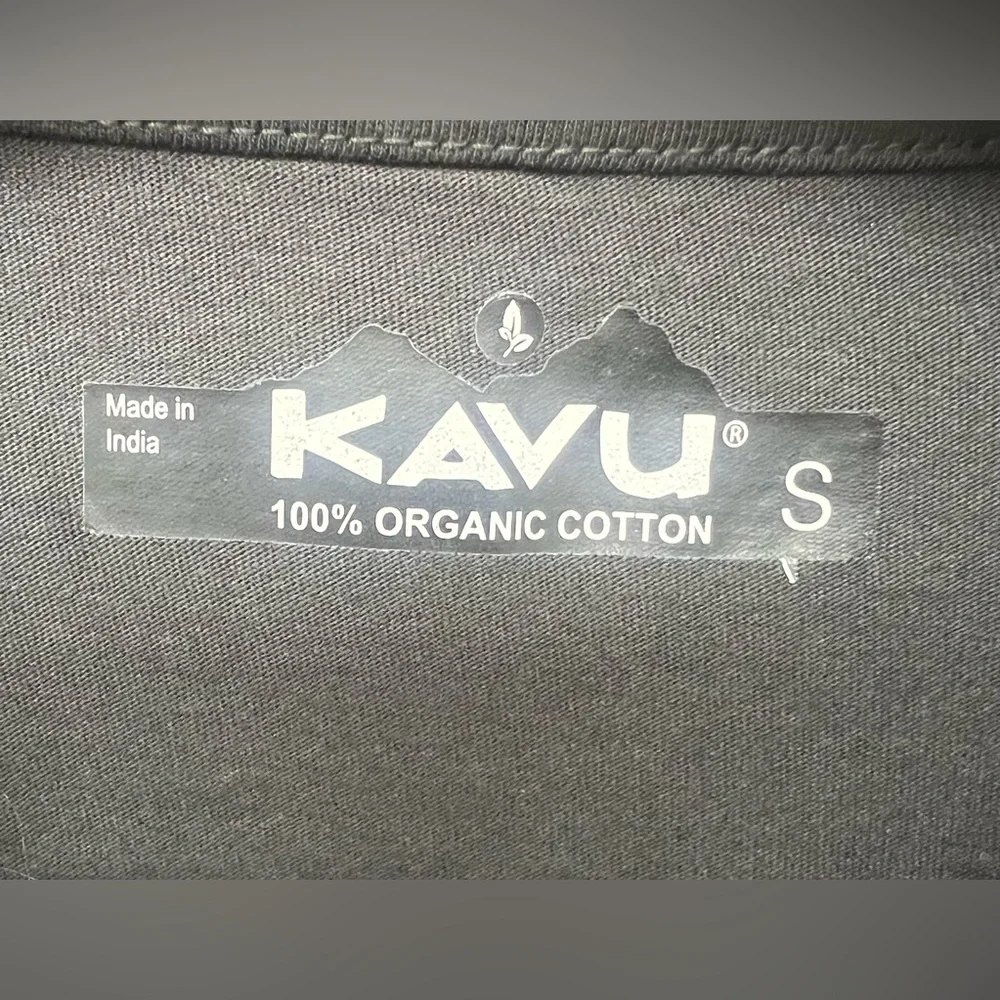 Made in
India
KAVU®
100% ORGANIC COTTON
S